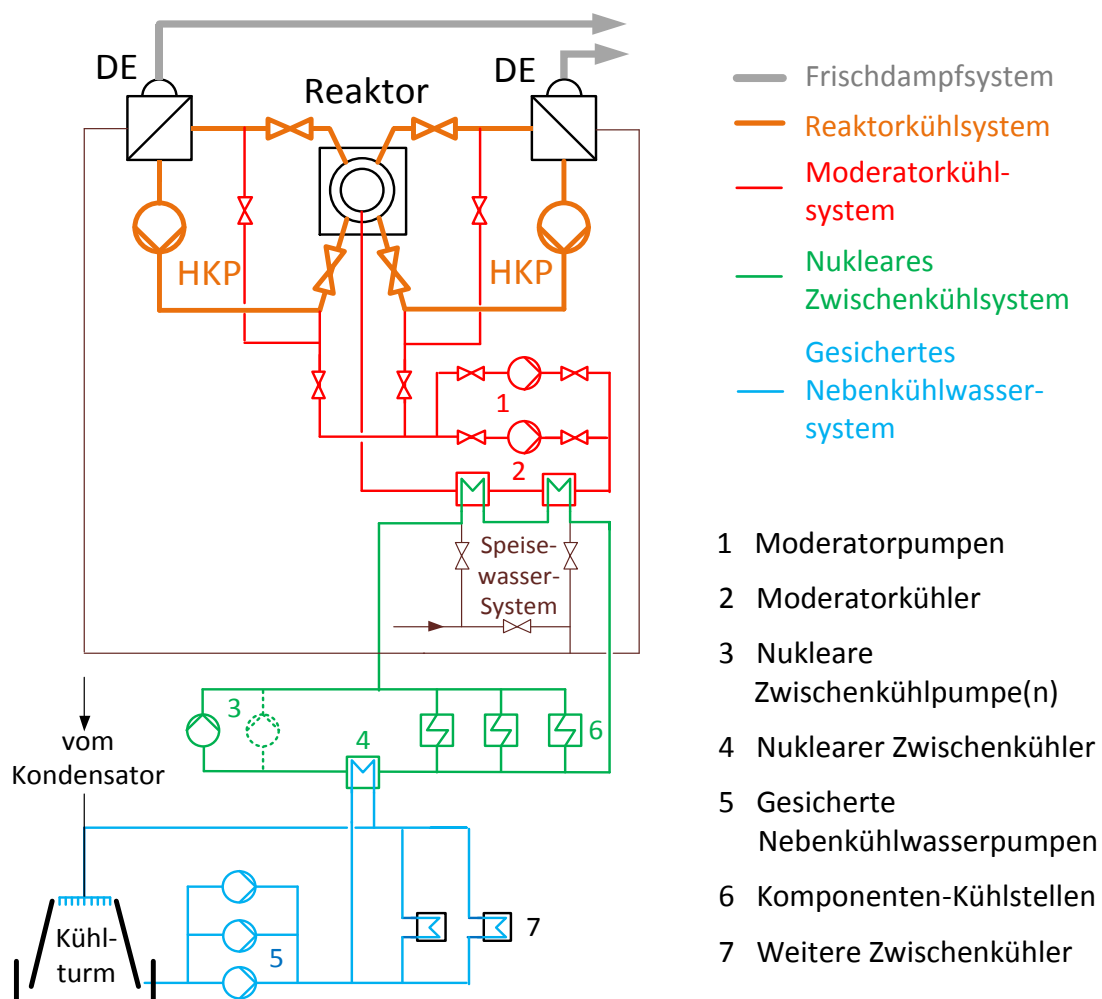 DE
Reaktor
DE
HKP
HKP
1
2
Speise-
wasser-
System
3
4
6
vom
Kondensator
Kühl-
turm
5
7
Frischdampfsystem
Reaktorkühlsystem
Moderatorkühl-
system
Nukleares
Zwischenkühlsystem
Gesichertes
Nebenkühlwasser-
system
1 Moderatorpumpen
2 Moderatorkühler
3 Nukleare
Zwischenkühlpumpe(n)
4 Nuklearer Zwischenkühler
5 Gesicherte
Nebenkühlwasserpumpen
6 Komponenten-Kühlstellen
7 Weitere Zwischenkühler